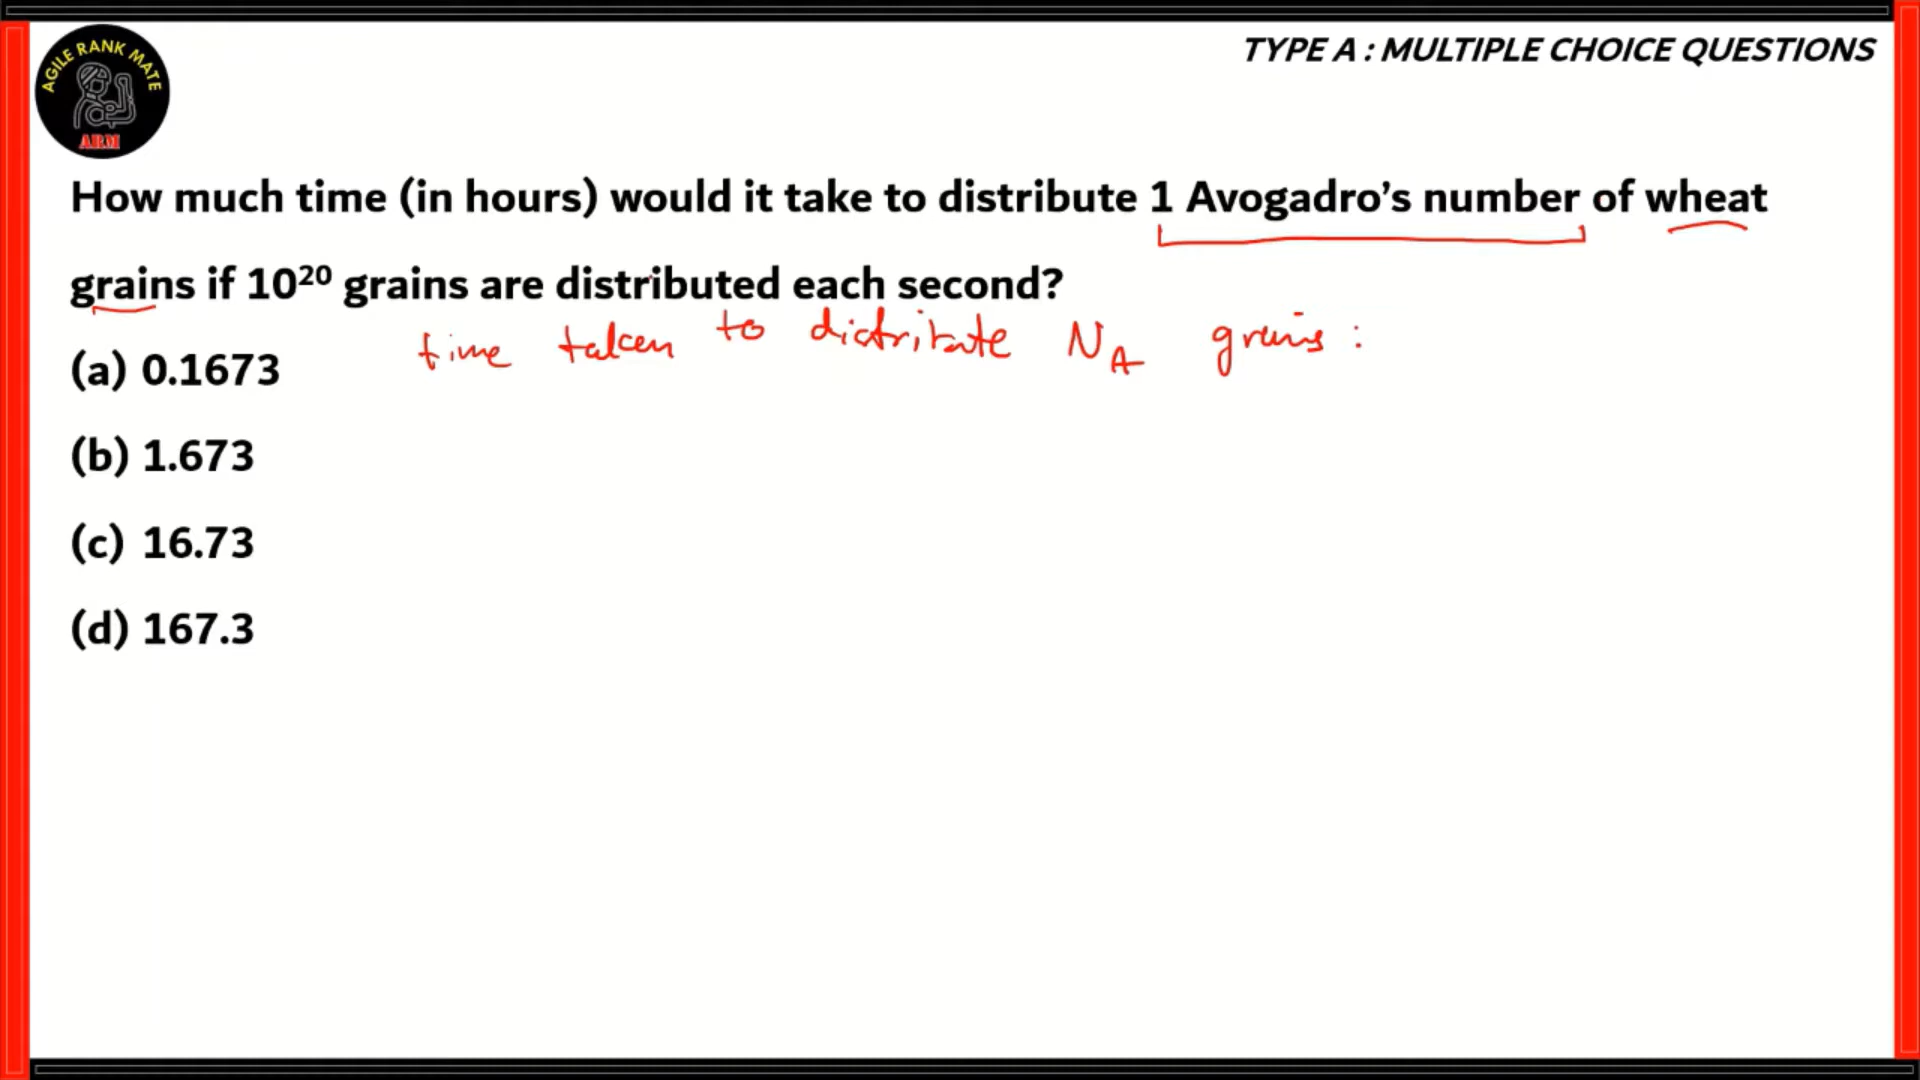 AGILE RANK MATE
ARM
TYPE A : MULTIPLE CHOICE QUESTIONS
How much time (in hours) would it take to distribute 1 Avogadro’s number of wheat
grains if 10²⁰ grains are distributed each second?
time taken to distribute N_A grains :
(a) 0.1673
(b) 1.673
(c) 16.73
(d) 167.3